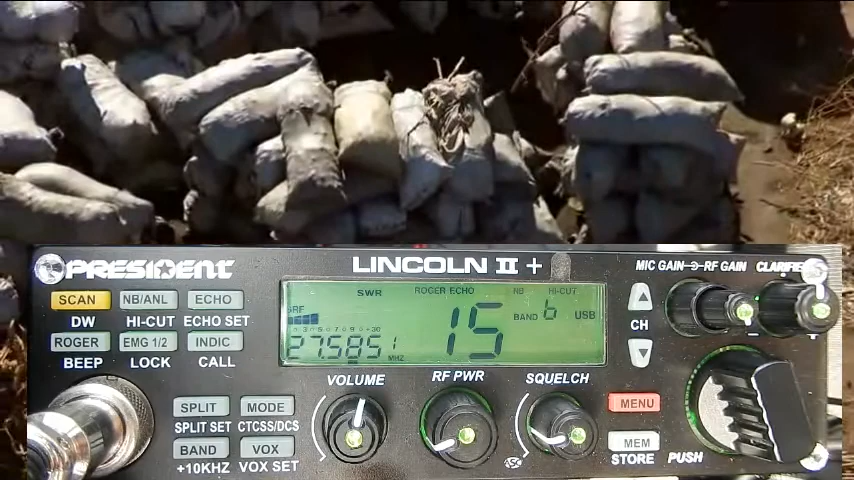 PRESIDENT
LINCOLN II +
MIC GAIN RF GAIN CLARIFIER
SCAN NB/ANL ECHO
DW HI-CUT ECHO SET
ROGER EMG 1/2 INDIC
BEEP LOCK CALL
SWR ROGER ECHO NB HI-CUT
15 BAND b USB
27.585.1 MHZ
CH
VOLUME RF PWR SQUELCH
SPLIT MODE
SPLIT SET CTCSS/DCS
BAND VOX
+10KHZ VOX SET
ASC
MENU
MEM
STORE PUSH